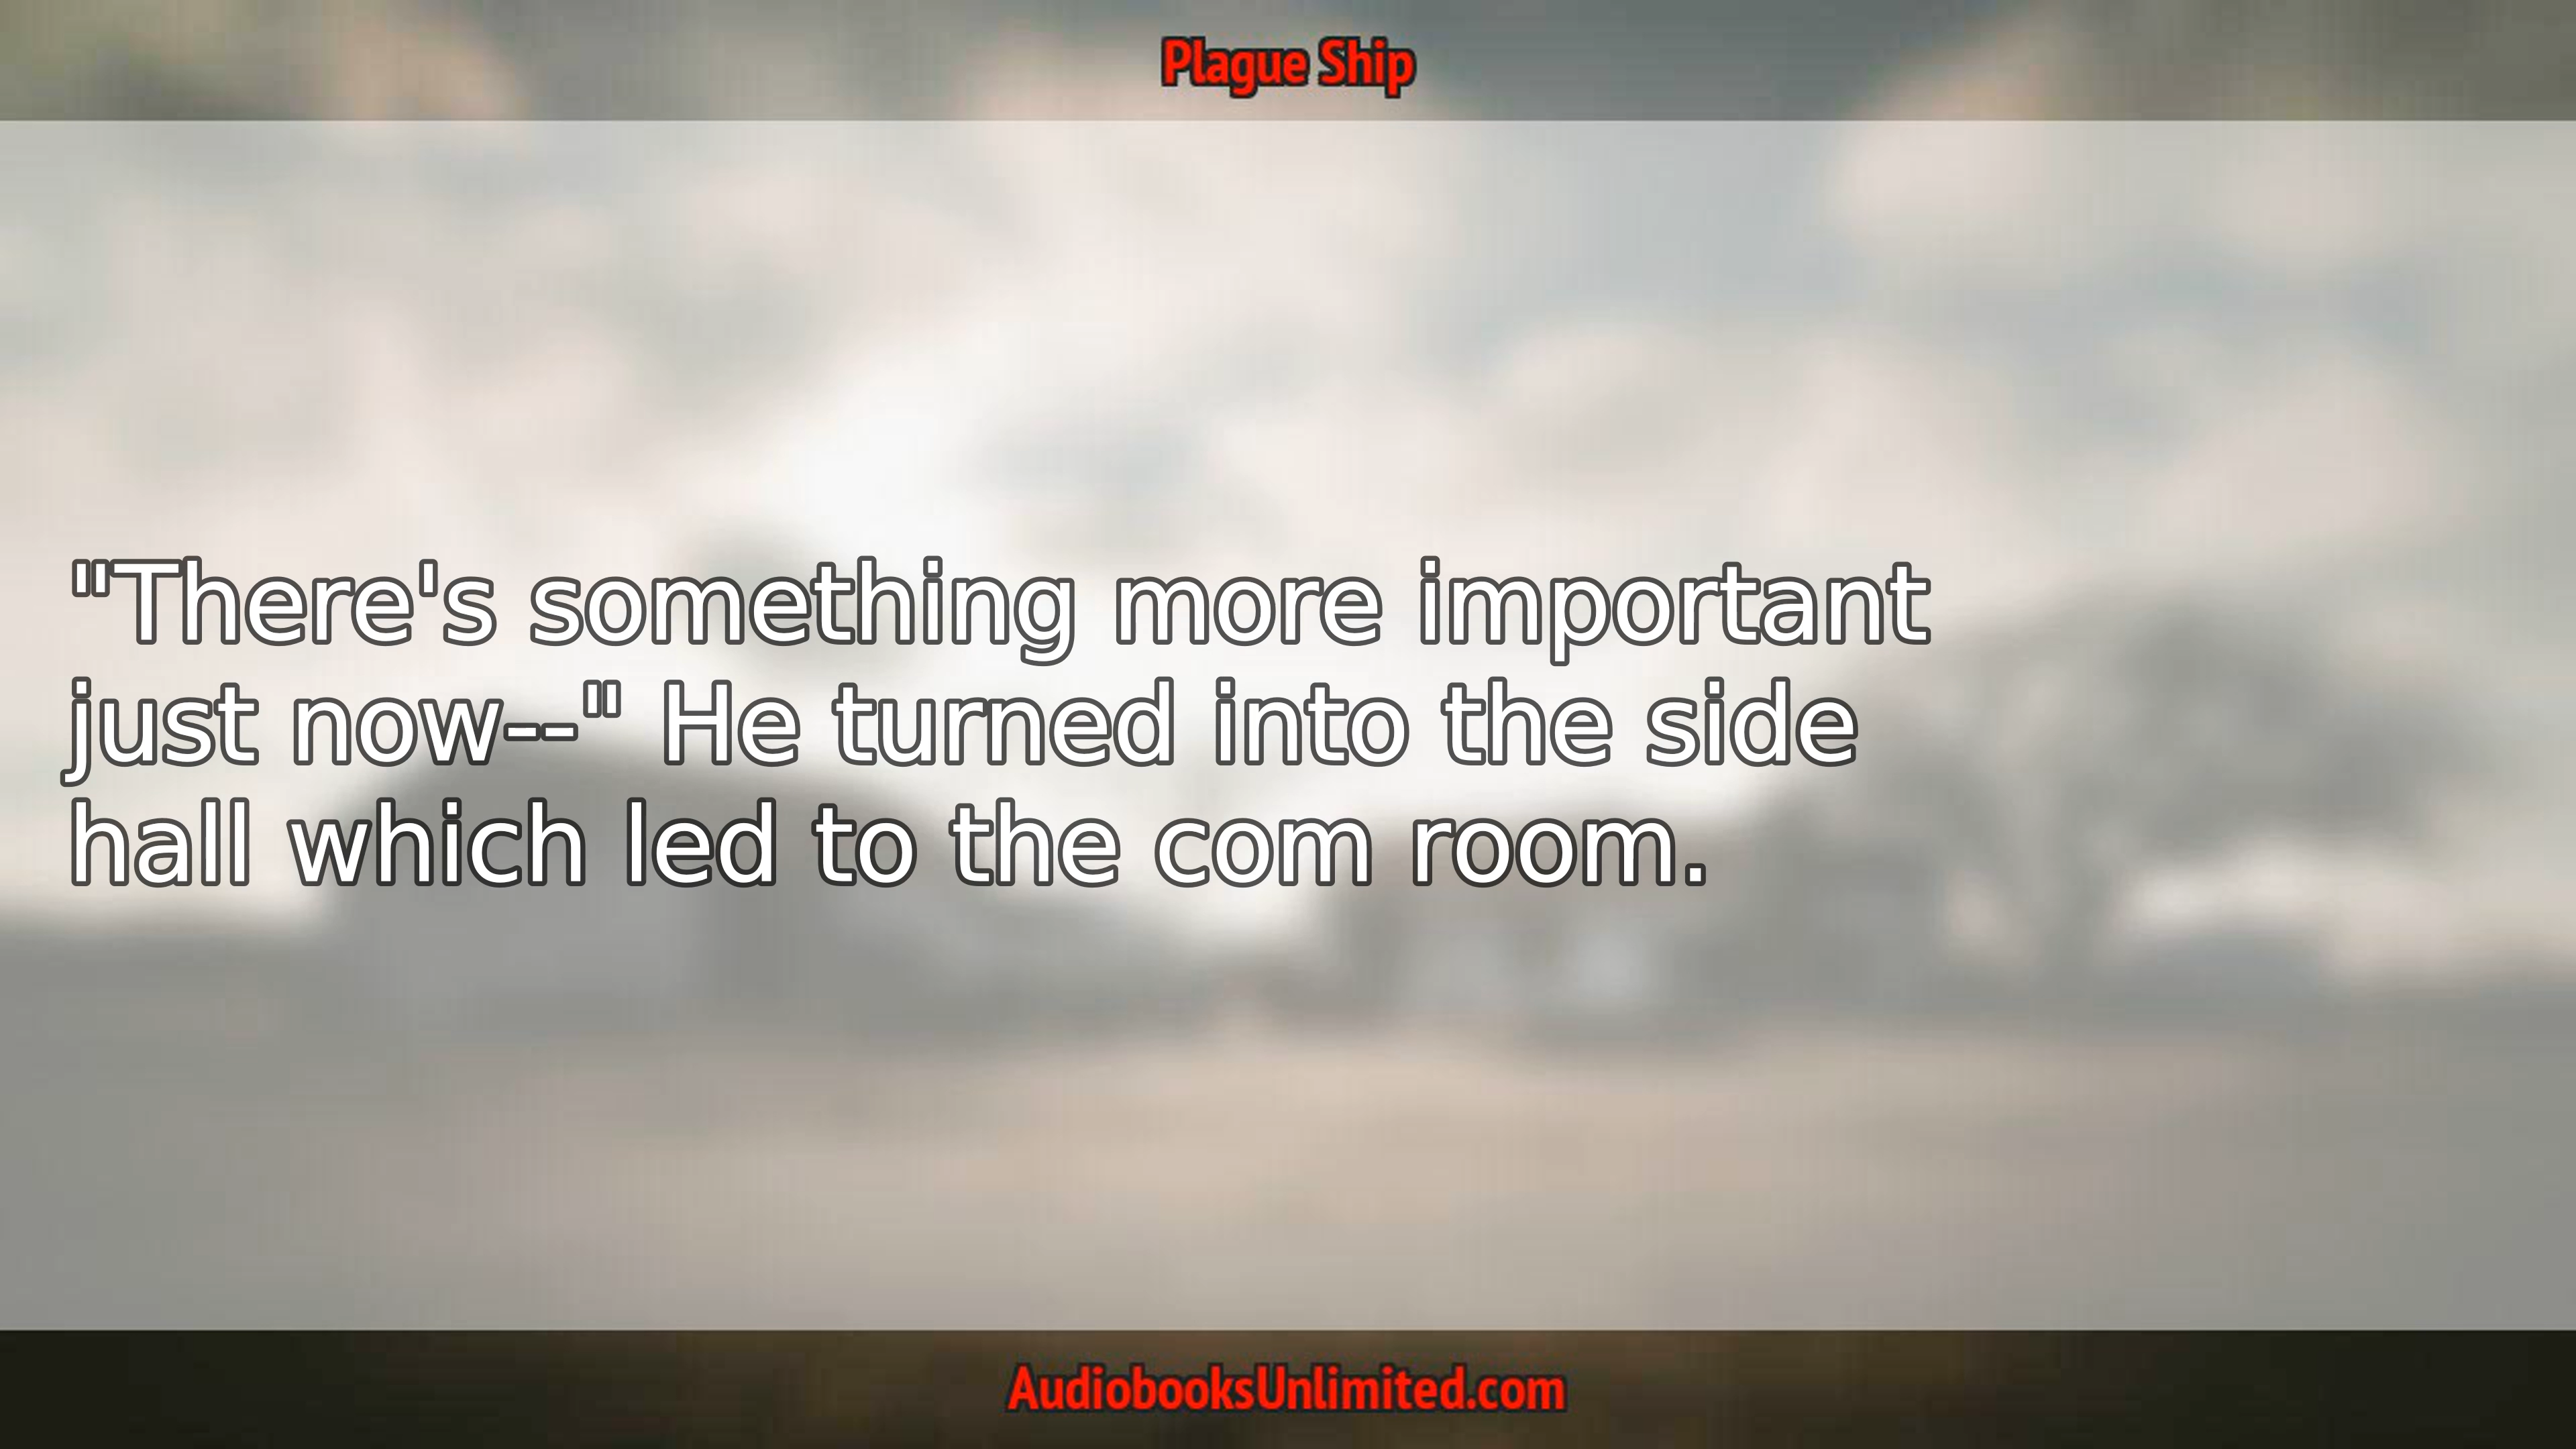 Plague Ship
"There's something more important
just now--" He turned into the side
hall which led to the com room.
AudiobooksUnlimited.com